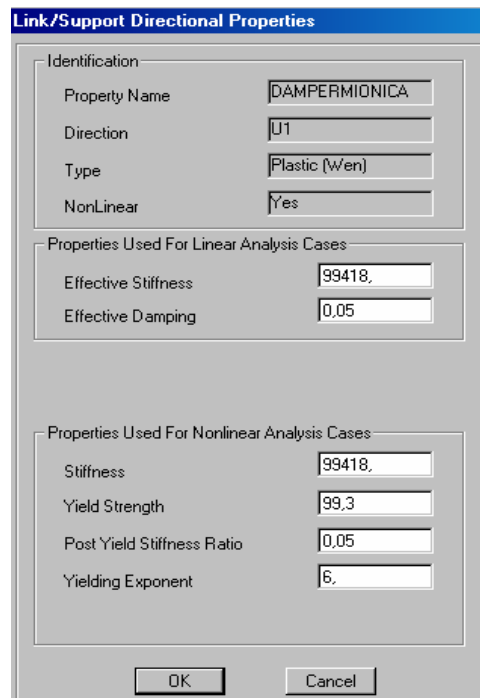 Link/Support Directional Properties
Identification
Property Name DAMPERMIONICA
Direction U1
Type Plastic (Wen)
NonLinear Yes
Properties Used For Linear Analysis Cases
Effective Stiffness 99418,
Effective Damping 0,05
Properties Used For Nonlinear Analysis Cases
Stiffness 99418,
Yield Strength 99,3
Post Yield Stiffness Ratio 0,05
Yielding Exponent 6,
OK Cancel